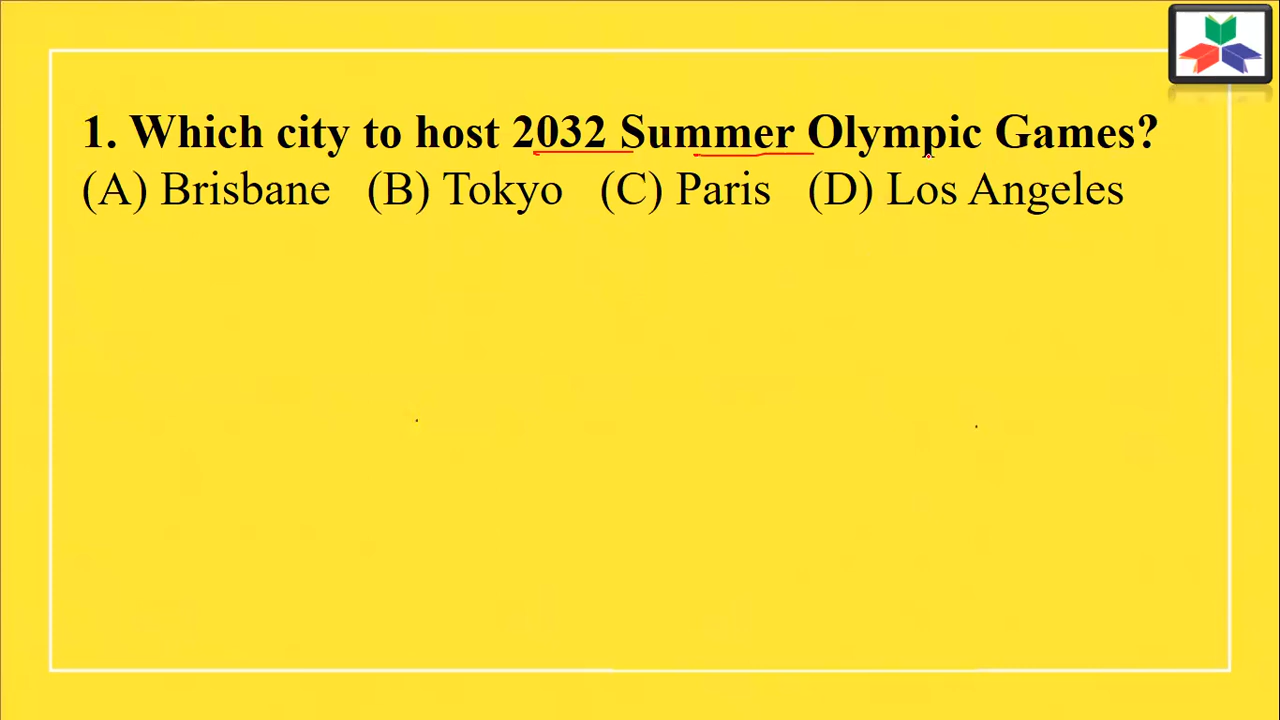 1. Which city to host 2032 Summer Olympic Games?
(A) Brisbane (B) Tokyo (C) Paris (D) Los Angeles